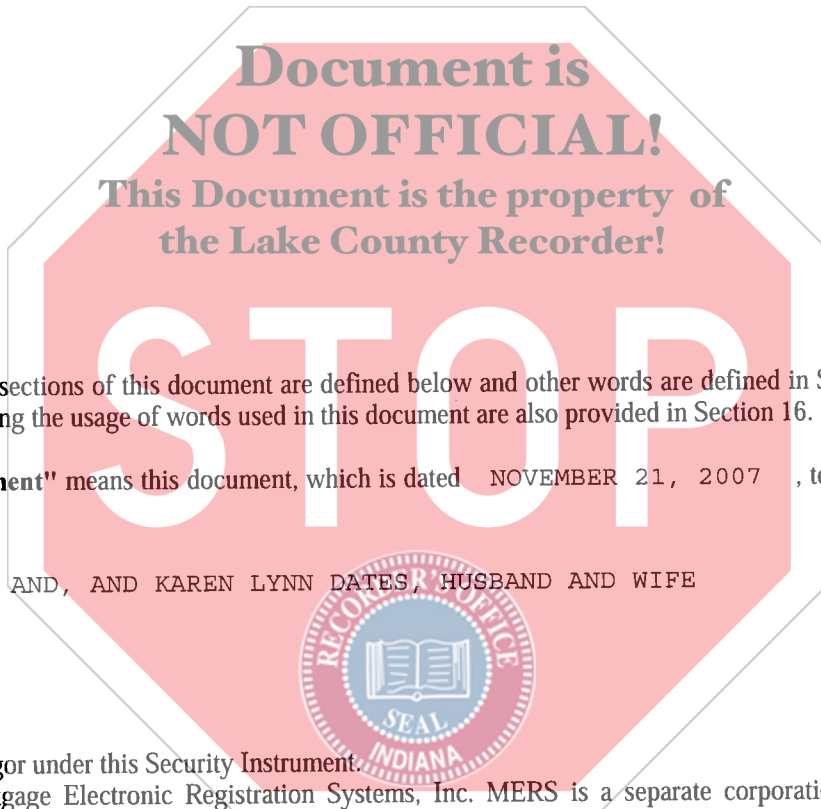 Document is
NOT OFFICIAL!
This Document is the property of
the Lake County Recorder!
STOP
sections of this document are defined below and other words are defined in S
ng the usage of words used in this document are also provided in Section 16.
nent" means this document, which is dated NOVEMBER 21, 2007 , to
AND, AND KAREN LYNN DATES, HUSBAND AND WIFE
RECORDER'S OFFICE
SEAL
INDIANA
gor under this Security Instrument.
gage Electronic Registration Systems, Inc. MERS is a separate corporati